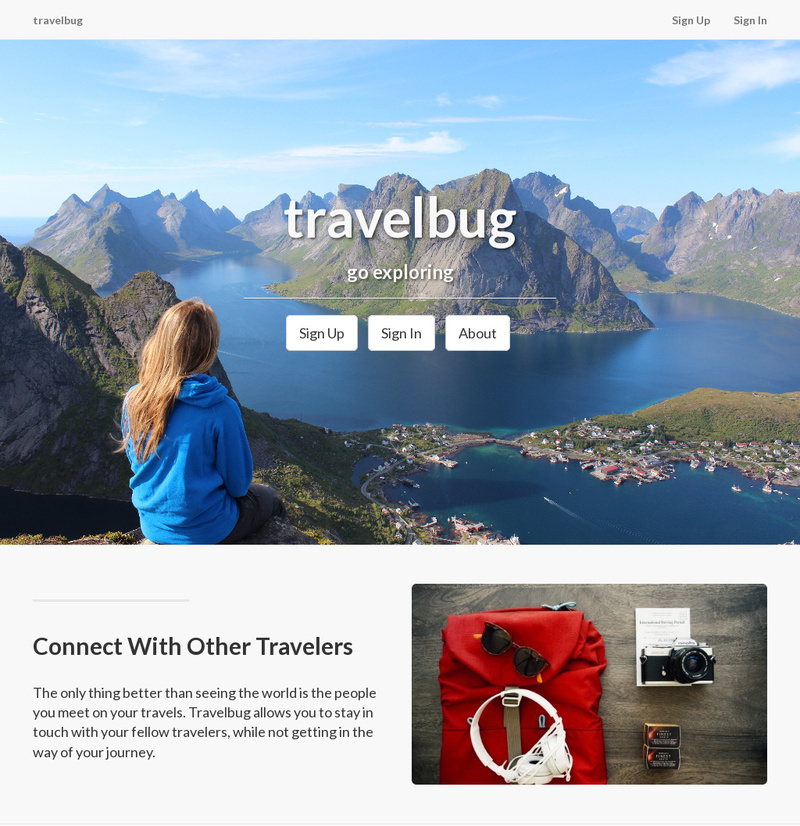 travelbug
Sign Up
Sign In
travelbug
go exploring
Sign Up
Sign In
About
Connect With Other Travelers
The only thing better than seeing the world is the people
you meet on your travels. Travelbug allows you to stay in
touch with your fellow travelers, while not getting in the
way of your journey.
FINEST
FINEST